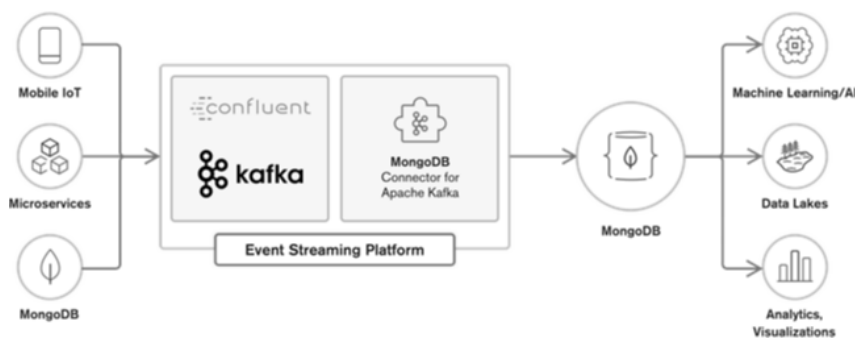 Mobile IoT
Microservices
MongoDB
confluent
kafka
MongoDB
Connector for
Apache Kafka
Event Streaming Platform
MongoDB
Machine Learning/AI
Data Lakes
Analytics,
Visualizations